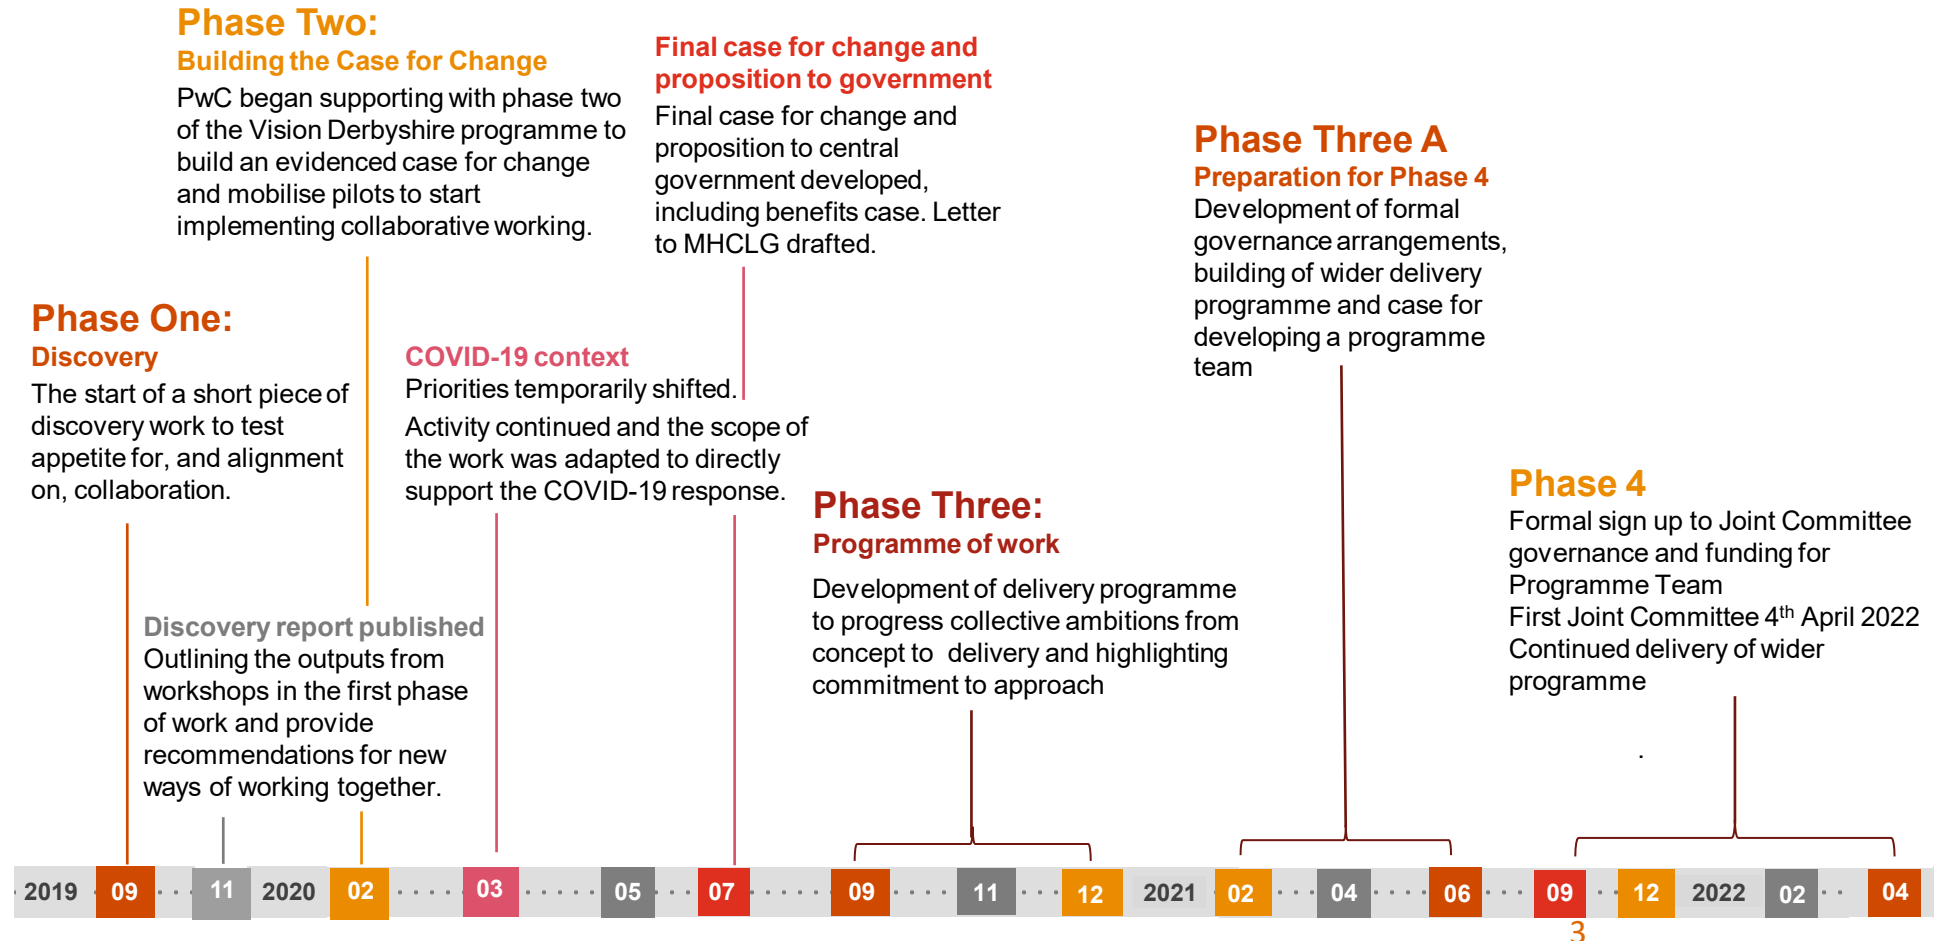 Phase Two:
Building the Case for Change
PwC began supporting with phase two
of the Vision Derbyshire programme to
build an evidenced case for change
and mobilise pilots to start
implementing collaborative working.
Final case for change and
proposition to government
Final case for change and
proposition to central
government developed,
including benefits case. Letter
to MHCLG drafted.
Phase Three A
Preparation for Phase 4
Development of formal
governance arrangements,
building of wider delivery
programme and case for
developing a programme
team
Phase One:
Discovery
The start of a short piece of
discovery work to test
appetite for, and alignment
on, collaboration.
COVID-19 context
Priorities temporarily shifted.
Activity continued and the scope of
the work was adapted to directly
support the COVID-19 response.
Phase Three:
Programme of work
Development of delivery programme
to progress collective ambitions from
concept to delivery and highlighting
commitment to approach
Phase 4
Formal sign up to Joint Committee
governance and funding for
Programme Team
First Joint Committee 4th April 2022
Continued delivery of wider
programme
.
Discovery report published
Outlining the outputs from
workshops in the first phase
of work and provide
recommendations for new
ways of working together.
2019 09 11 2020 02 03 05 07 09 11 12 2021 02 04 06 09 12 2022 02 04
3